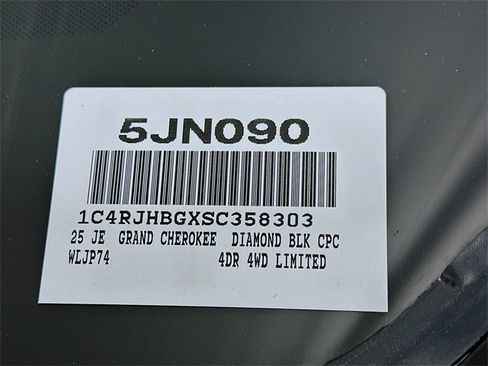 5JN090
1C4RJHBGXSC358303
25 JE GRAND CHEROKEE DIAMOND BLK CPC
WLJP74 4DR 4WD LIMITED